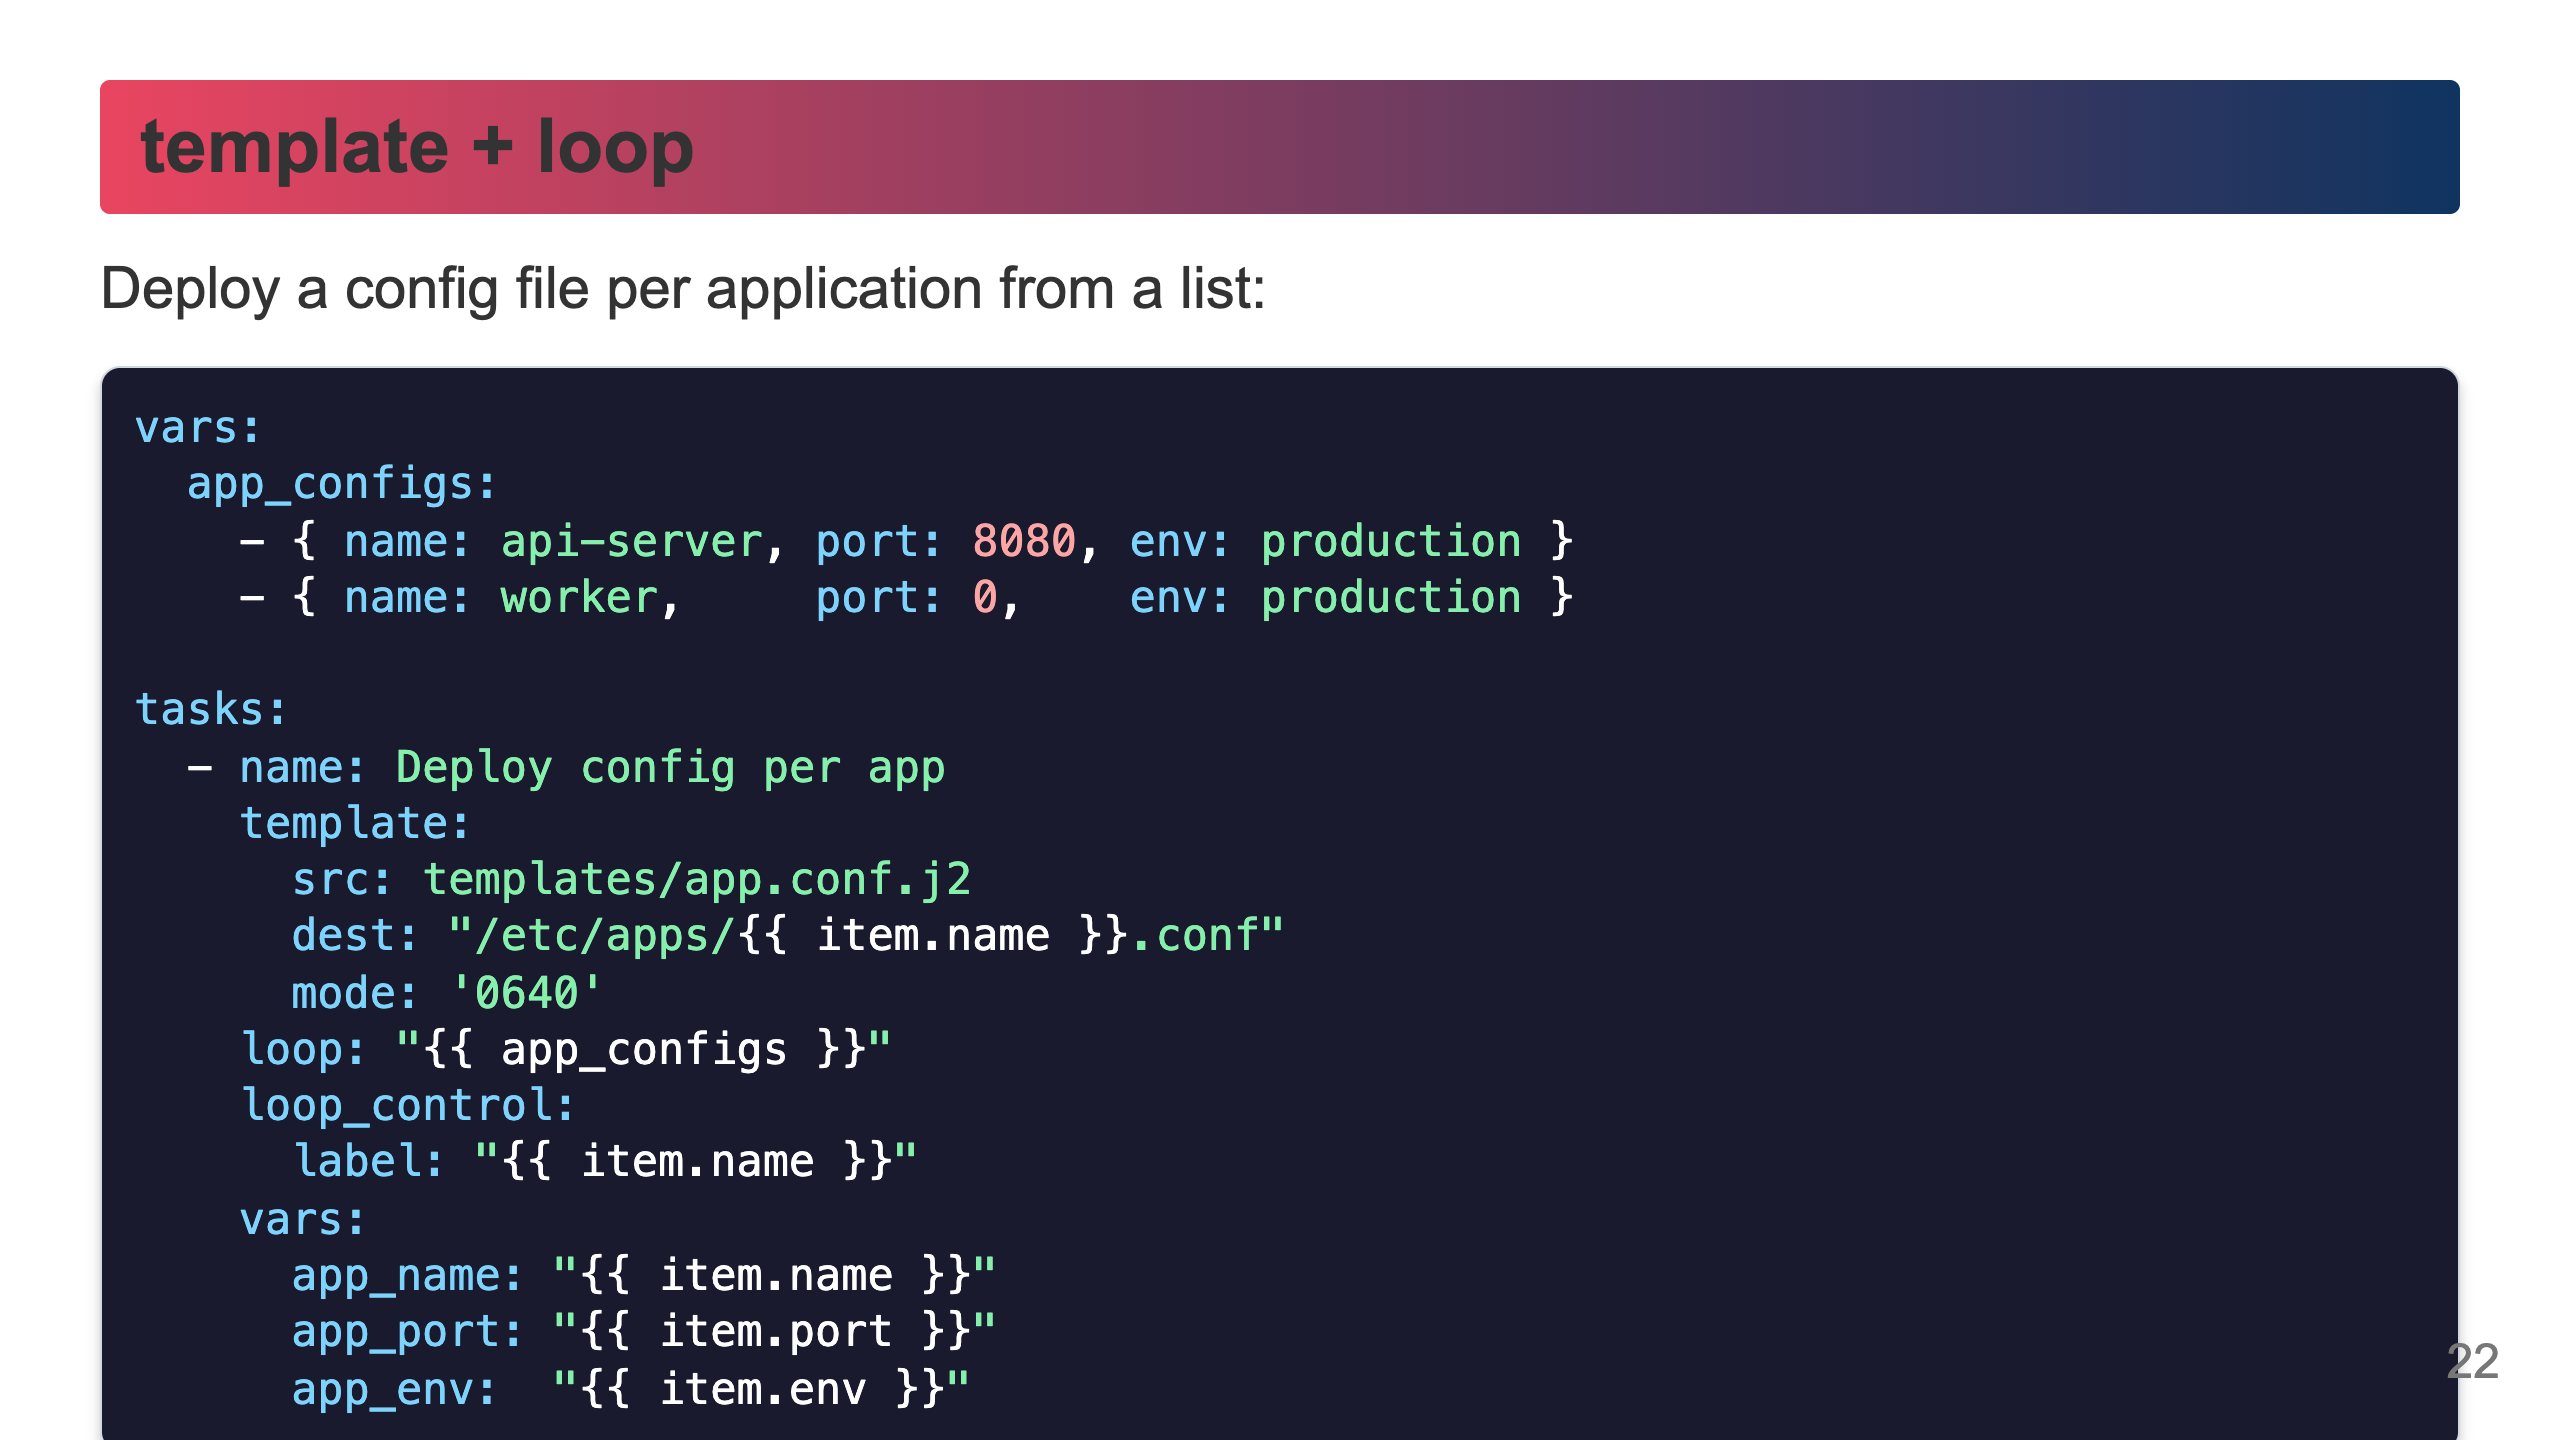 template + loop
Deploy a config file per application from a list:
vars:
  app_configs:
    - { name: api-server, port: 8080, env: production }
    - { name: worker,     port: 0,    env: production }

tasks:
  - name: Deploy config per app
    template:
      src: templates/app.conf.j2
      dest: "/etc/apps/{{ item.name }}.conf"
      mode: '0640'
    loop: "{{ app_configs }}"
    loop_control:
      label: "{{ item.name }}"
    vars:
      app_name: "{{ item.name }}"
      app_port: "{{ item.port }}"
      app_env:  "{{ item.env }}"
22